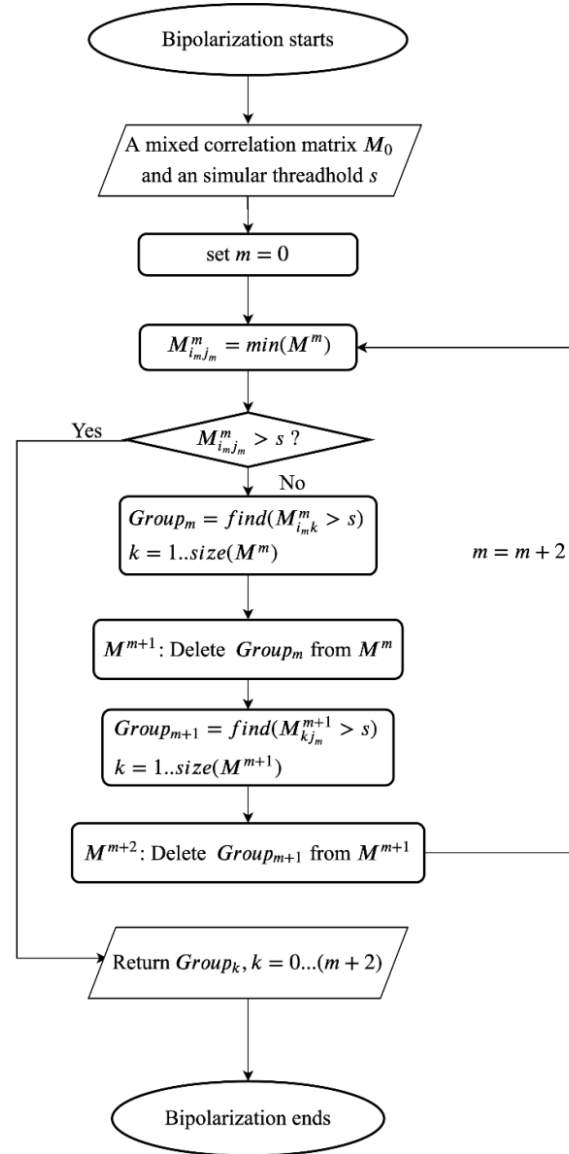 Bipolarization starts
A mixed correlation matrix M₀
and an simular threadhold s
set m = 0
M^m_{i_m j_m} = min(M^m)
M^m_{i_m j_m} > s ?
Yes
No
Group_m = find(M^m_{i_m k} > s)
k = 1..size(M^m)
m = m + 2
M^{m+1}: Delete Group_m from M^m
Group_{m+1} = find(M^{m+1}_{k j_m} > s)
k = 1..size(M^{m+1})
M^{m+2}: Delete Group_{m+1} from M^{m+1}
Return Group_k, k = 0...(m + 2)
Bipolarization ends